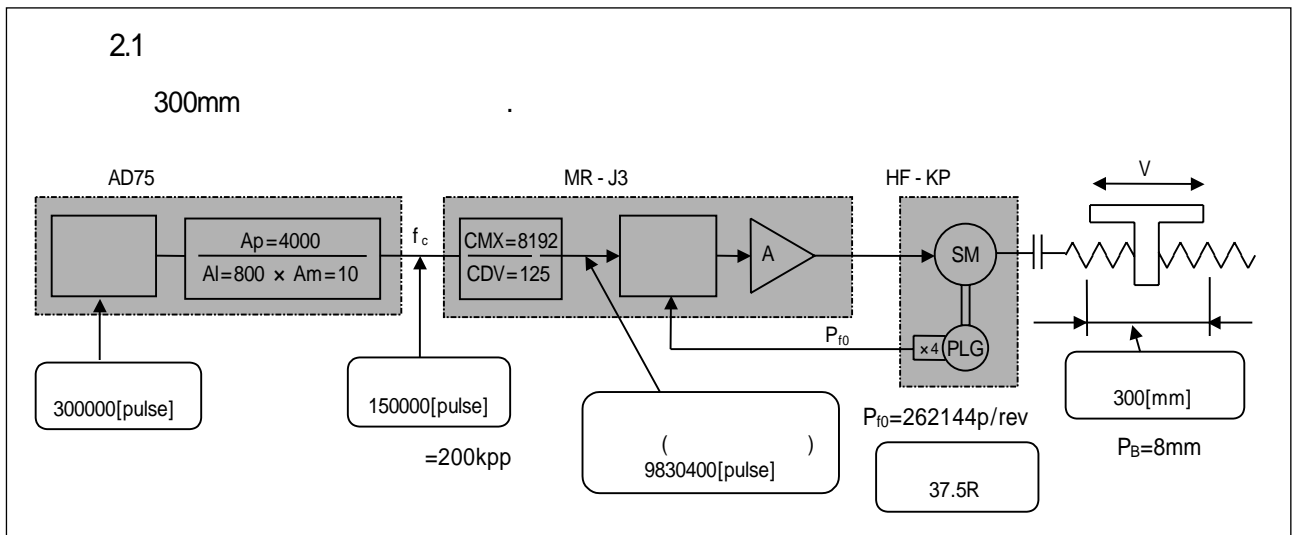 2.1
300mm .
AD75
MR - J3
HF - KP
V
Ap=4000
Al=800 × Am=10
f c
CMX=8192
CDV=125
A
SM
Pf0
×4
PLG
300000[pulse]
150000[pulse]
=200kpp
( )
9830400[pulse]
Pf0=262144p/rev
37.5R
300[mm]
PB=8mm